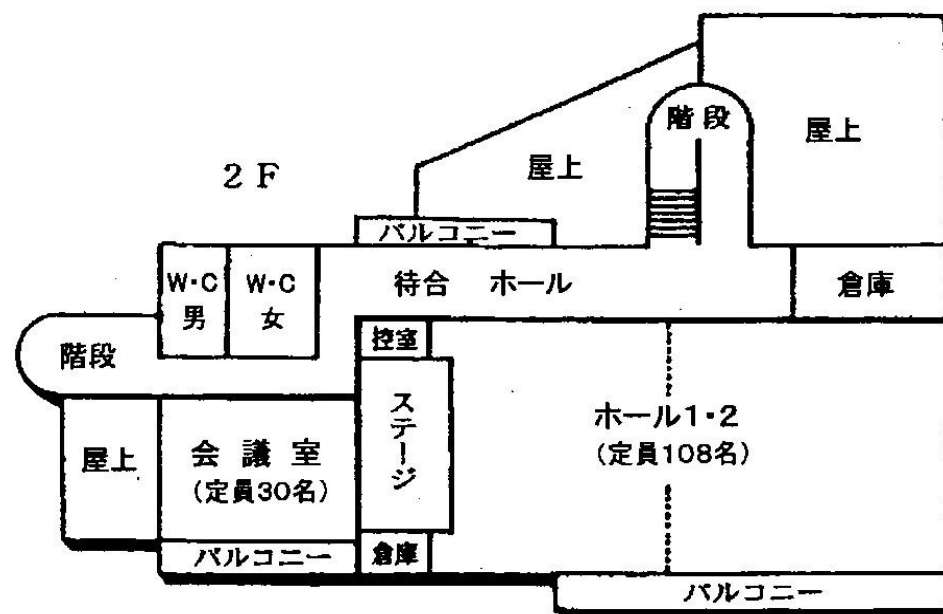 階段
屋上
屋上
2F
バルコニー
W・C
男
W・C
女
待合 ホール
倉庫
控室
階段
ステージ
ホール1・2
(定員108名)
屋上
会議室
(定員30名)
バルコニー
倉庫
バルコニー